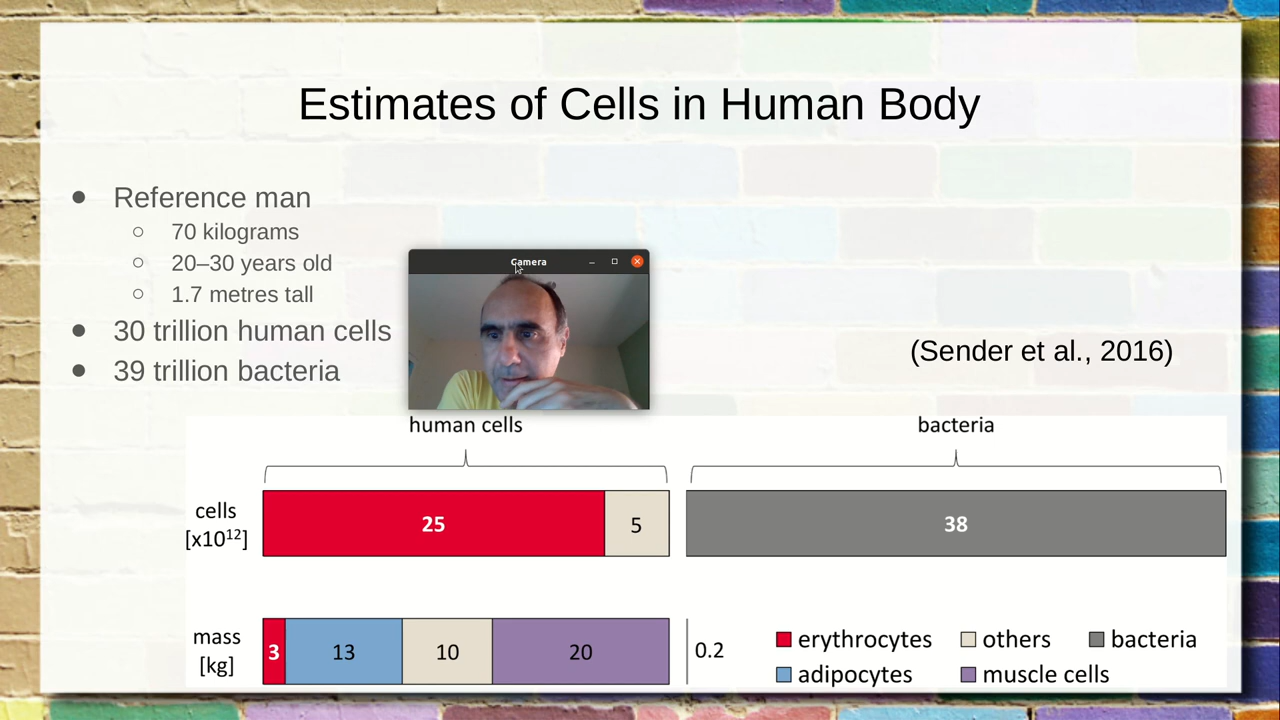 Estimates of Cells in Human Body
● Reference man
○ 70 kilograms
○ 20–30 years old
○ 1.7 metres tall
● 30 trillion human cells
● 39 trillion bacteria
Camera
(Sender et al., 2016)
human cells
bacteria
cells
[x10¹²]
25
5
38
mass
[kg]
3
13
10
20
0.2
erythrocytes
others
bacteria
adipocytes
muscle cells